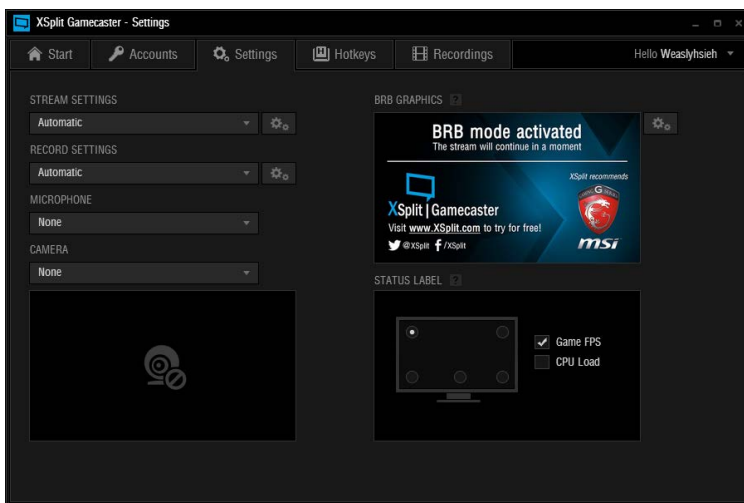 XSplit Gamecaster - Settings
Start
Accounts
Settings
Hotkeys
Recordings
Hello Weaslyhsieh
STREAM SETTINGS
Automatic
RECORD SETTINGS
Automatic
MICROPHONE
None
CAMERA
None
BRB GRAPHICS ?
BRB mode activated
The stream will continue in a moment
XSplit recommends
GAMING G SERIES
XSplit | Gamecaster
Visit www.XSplit.com to try for free!
@XSplit f /XSplit
msi
STATUS LABEL ?
Game FPS
CPU Load